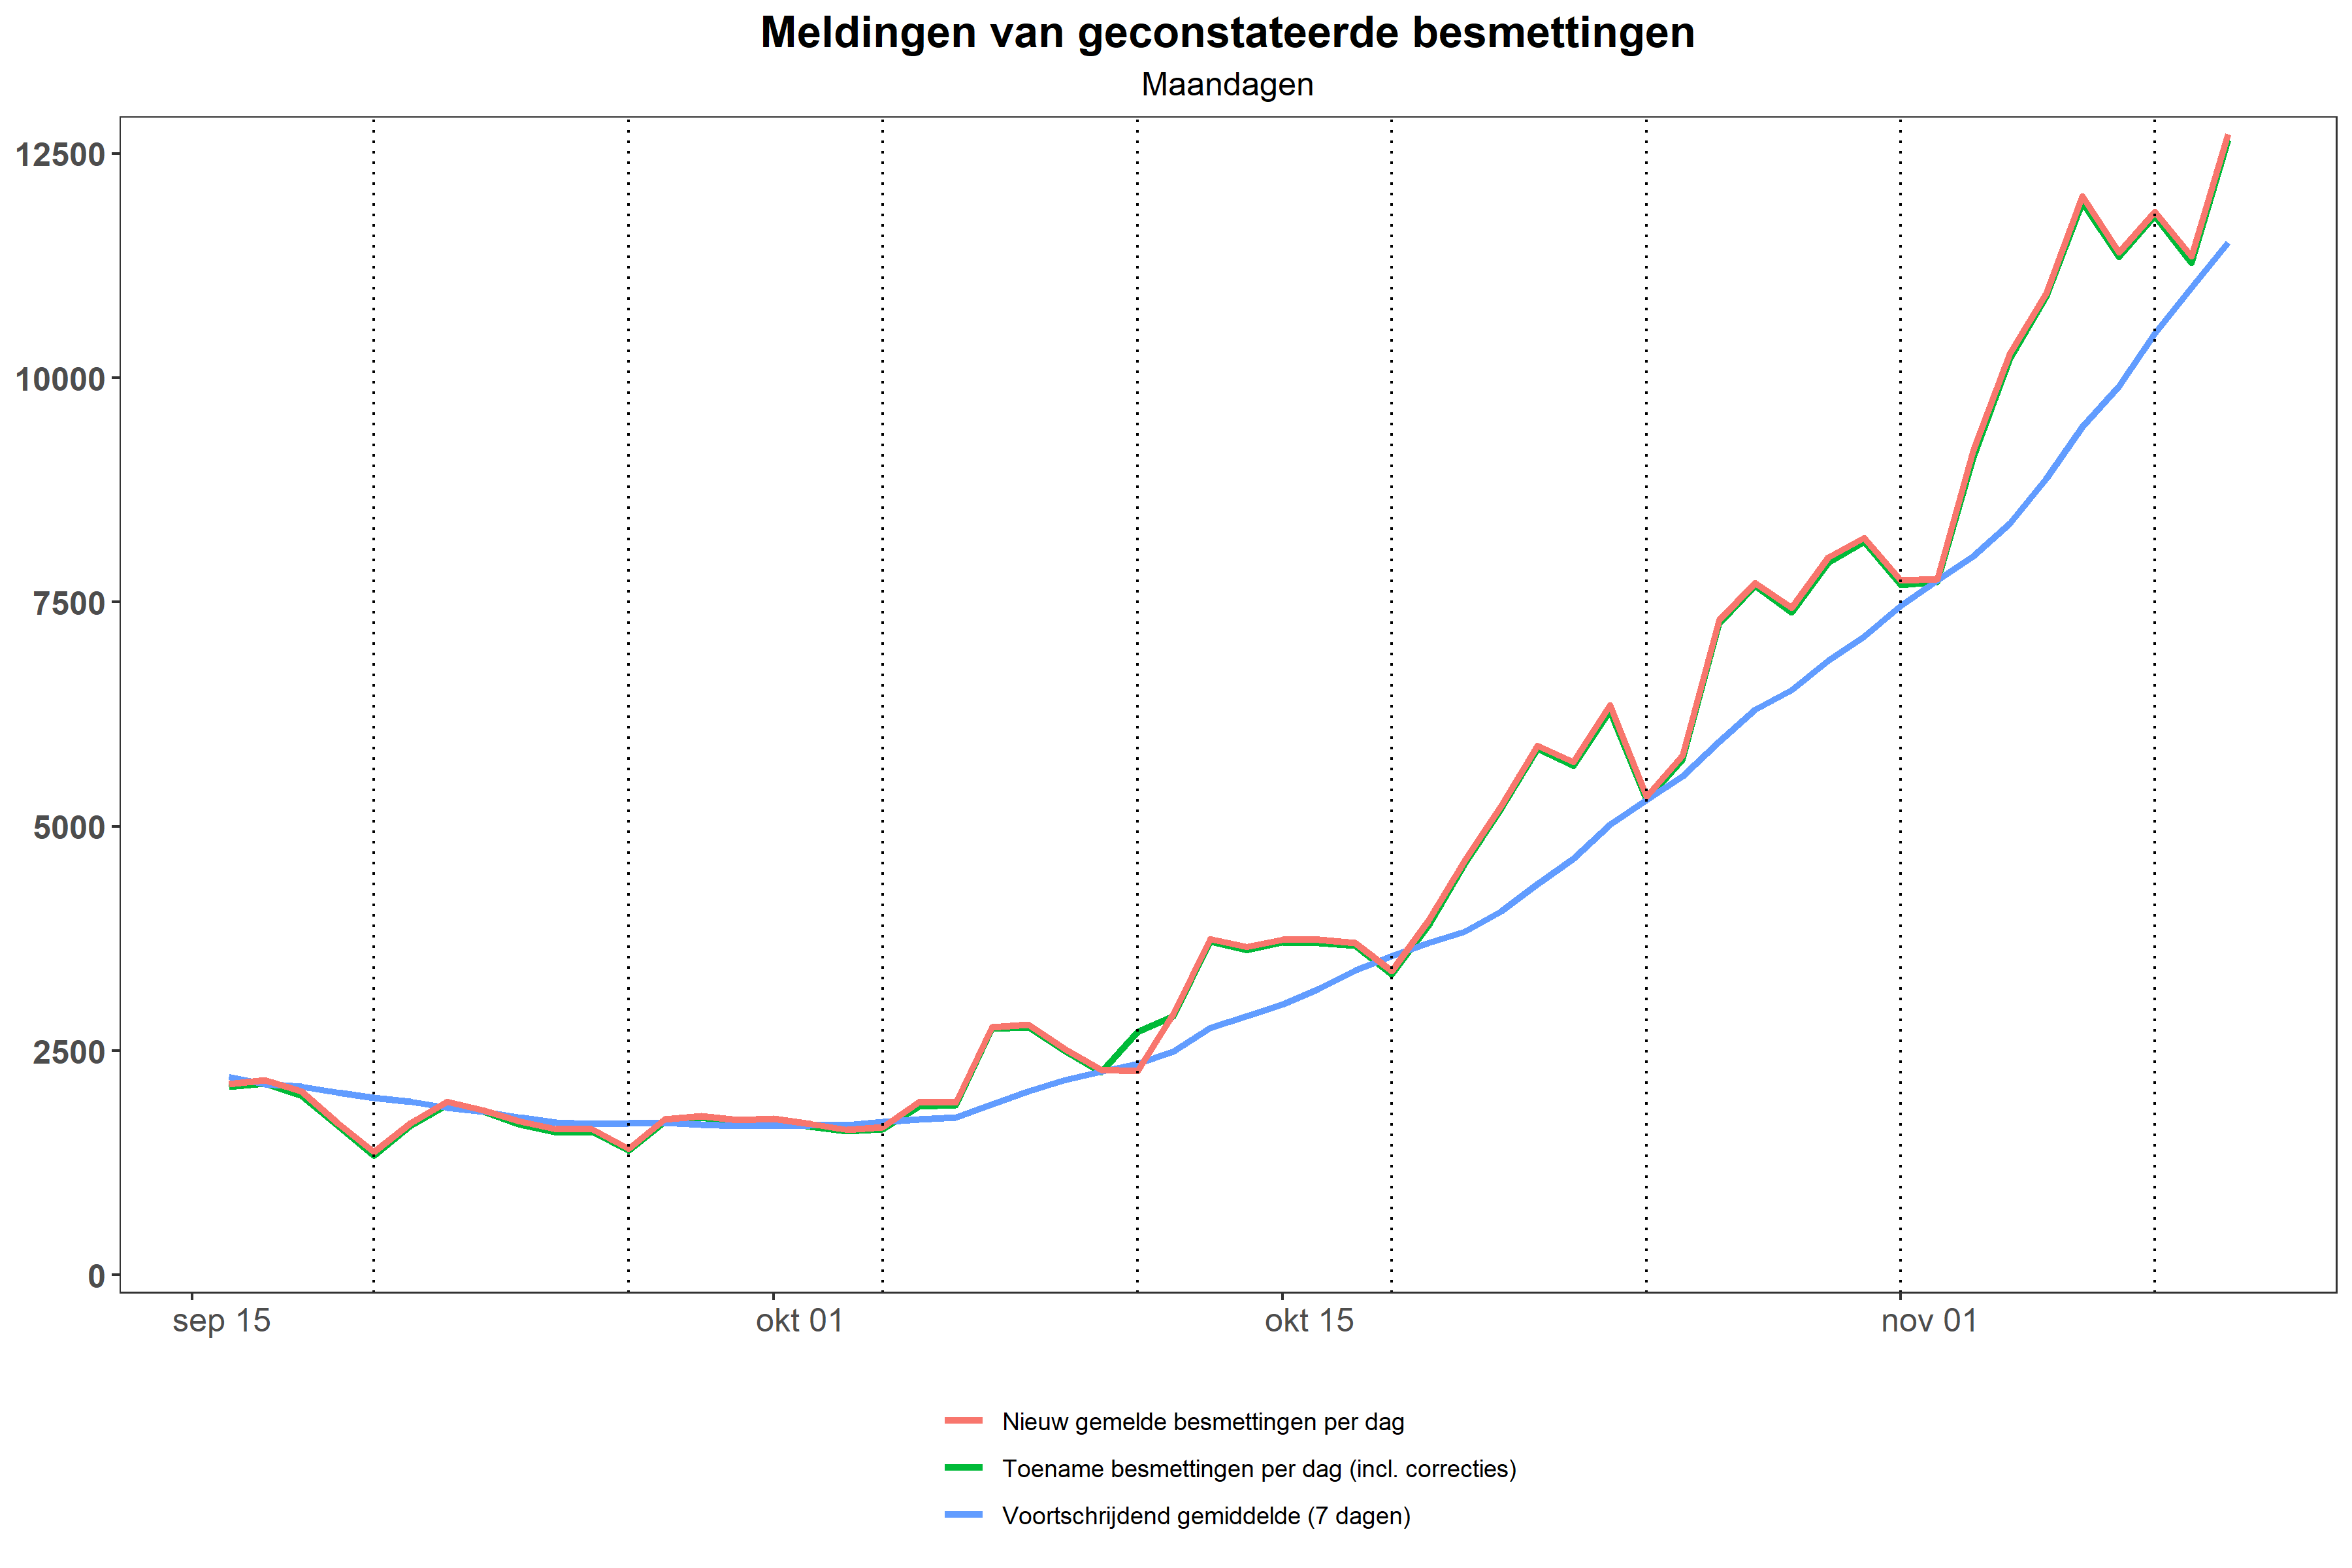 Meldingen van geconstateerde besmettingen
Maandagen
12500
10000
7500
5000
2500
0
sep 15
okt 01
okt 15
nov 01
Nieuw gemelde besmettingen per dag
Toename besmettingen per dag (incl. correcties)
Voortschrijdend gemiddelde (7 dagen)